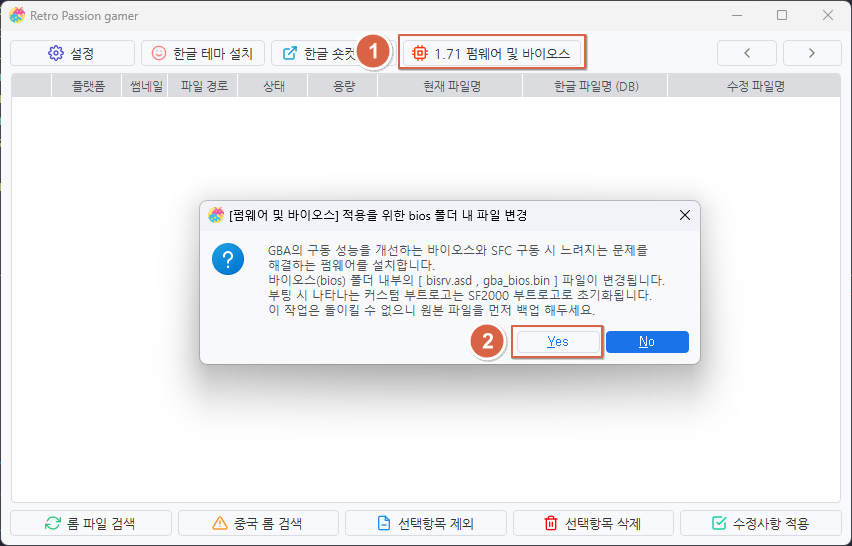 Retro Passion gamer
설정
한글 테마 설치
한글 숏컷
1
1.71 펌웨어 및 바이오스
플랫폼
썸네일
파일 경로
상태
용량
현재 파일명
한글 파일명 (DB)
수정 파일명
[펌웨어 및 바이오스] 적용을 위한 bios 폴더 내 파일 변경
GBA의 구동 성능을 개선하는 바이오스와 SFC 구동 시 느려지는 문제를
해결하는 펌웨어를 설치합니다.
바이오스(bios) 폴더 내부의 [ bisrv.asd , gba_bios.bin ] 파일이 변경됩니다.
부팅 시 나타나는 커스텀 부트로고는 SF2000 부트로고로 초기화됩니다.
이 작업은 돌이킬 수 없으니 원본 파일을 먼저 백업 해두세요.
2
Yes
No
롬 파일 검색
중국 롬 검색
선택항목 제외
선택항목 삭제
수정사항 적용